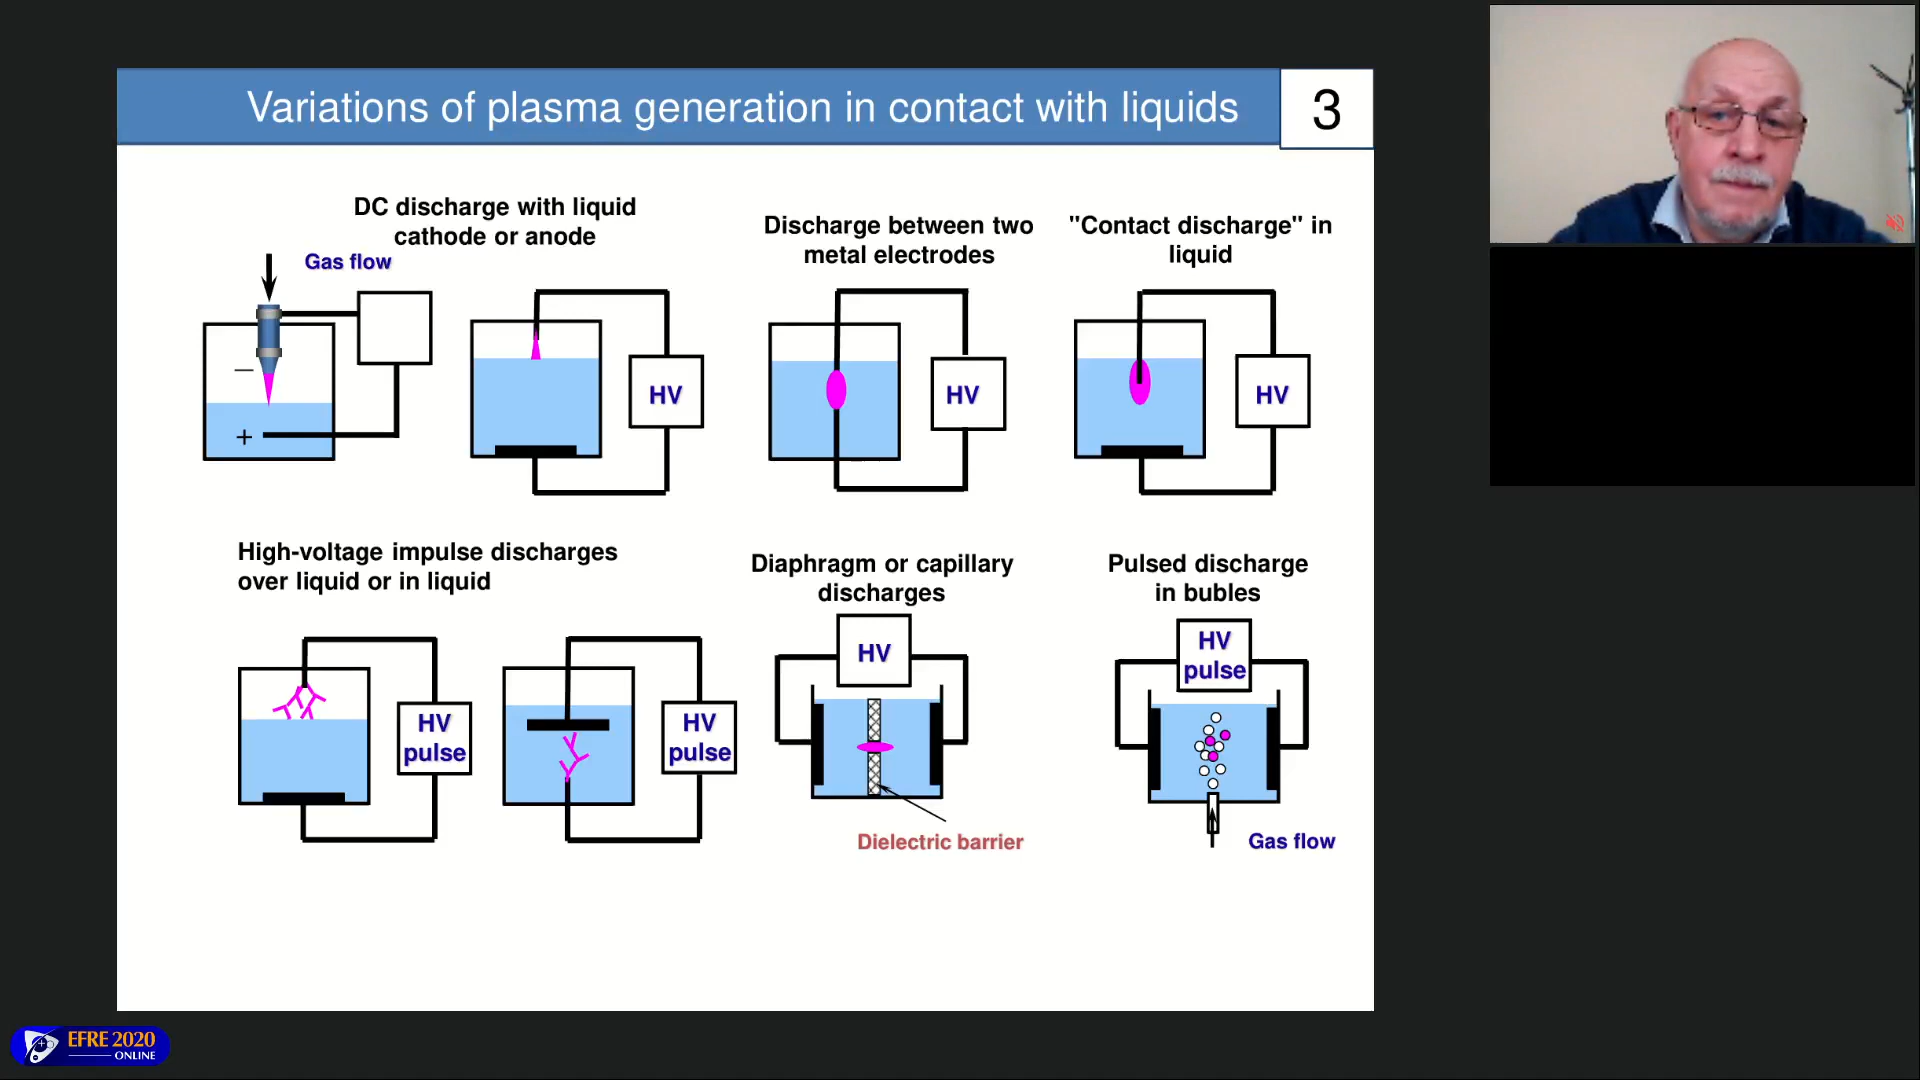 Variations of plasma generation in contact with liquids
3
DC discharge with liquid
cathode or anode
Gas flow
Discharge between two
metal electrodes
"Contact discharge" in
liquid
—
+
HV
HV
HV
High-voltage impulse discharges
over liquid or in liquid
Diaphragm or capillary
discharges
Pulsed discharge
in bubles
HV
pulse
HV
pulse
HV
HV
pulse
Dielectric barrier
Gas flow
EFRE 2020
ONLINE